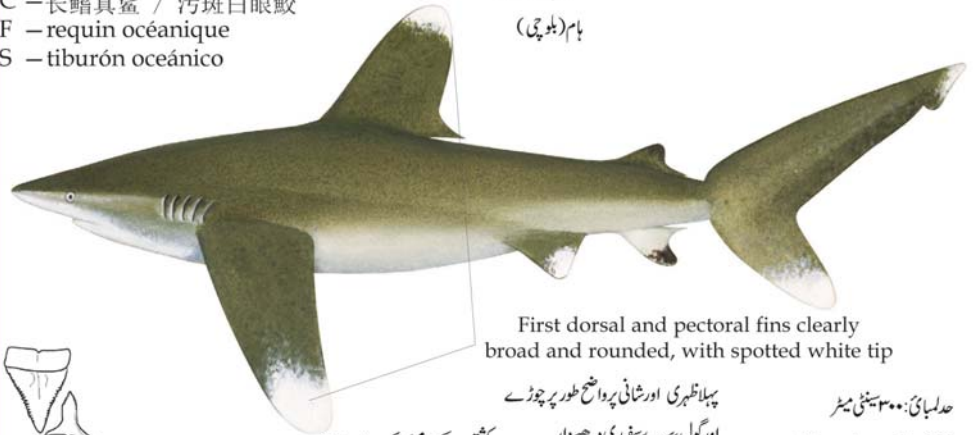 C –长鳍真鲨 / 污斑白眼鲛
F – requin océanique
S – tiburón oceánico
ہام (بلوچی)
First dorsal and pectoral fins clearly
broad and rounded, with spotted white tip
پہلا ظہری اور شانی پر واضح طور پر چوڑے
حد لمبائی: ۳۰۰ سینٹی میٹر